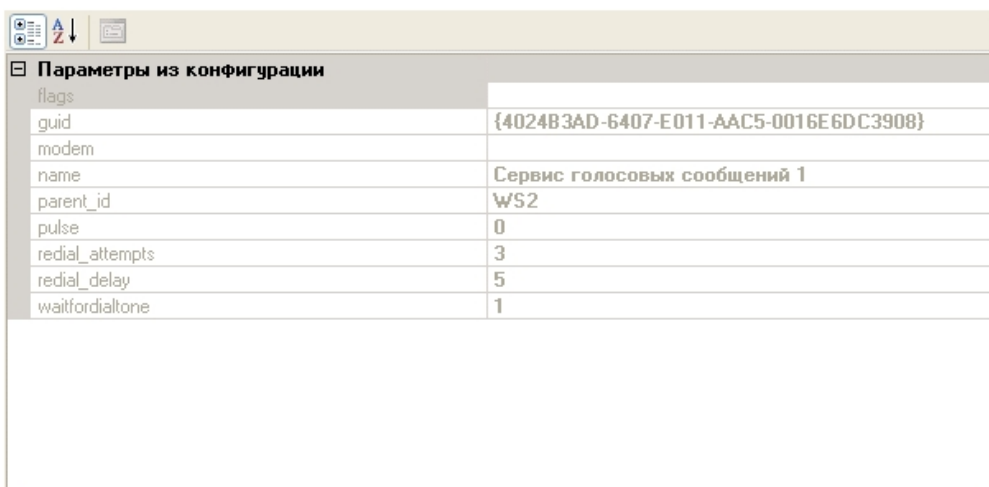 Параметры из конфигурации
flags
guid {4024B3AD-6407-E011-AAC5-0016E6DC3908}
modem
name Сервис голосовых сообщений 1
parent_id WS2
pulse 0
redial_attempts 3
redial_delay 5
waitfordialtone 1